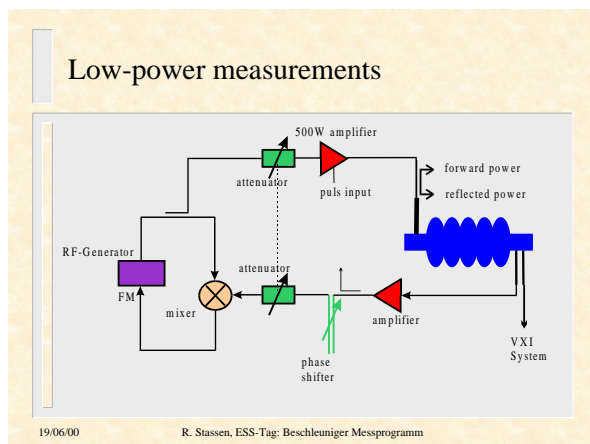 Low-power measurements
500W amplifier
attenuator
puls input
forward power
reflected power
RF-Generator
FM
mixer
attenuator
amplifier
phase
shifter
VXI
System
19/06/00
R. Stassen, ESS-Tag: Beschleuniger Messprogramm